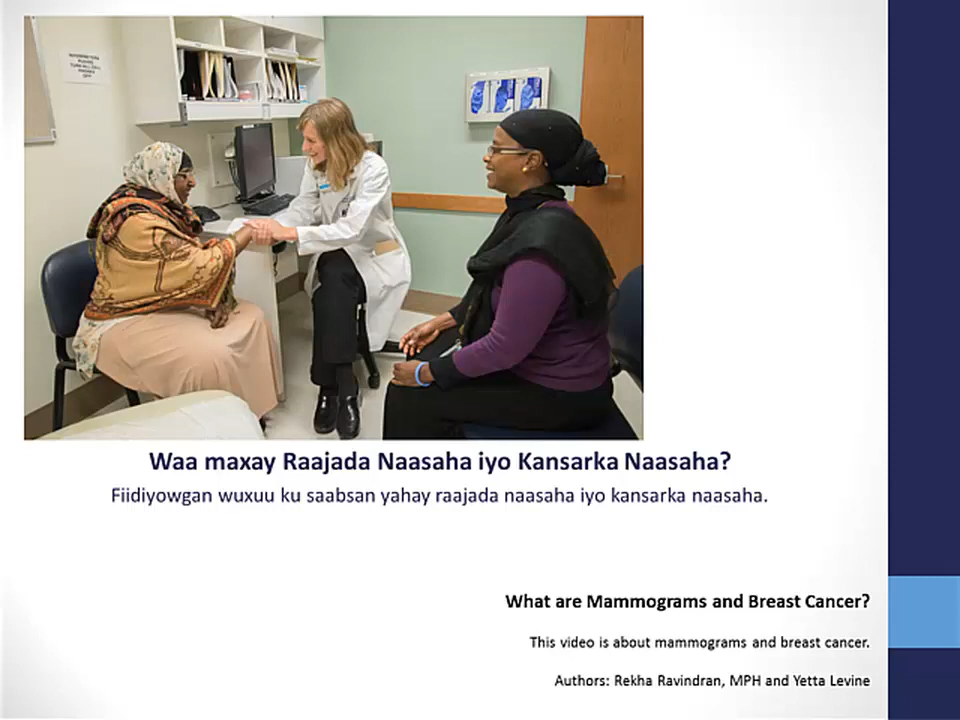 Waa maxay Raajada Naasaha iyo Kansarka Naasaha?
Fiidiyowgan wuxuu ku saabsan yahay raajada naasaha iyo kansarka naasaha.
What are Mammograms and Breast Cancer?
This video is about mammograms and breast cancer.
Authors: Rekha Ravindran, MPH and Yetta Levine